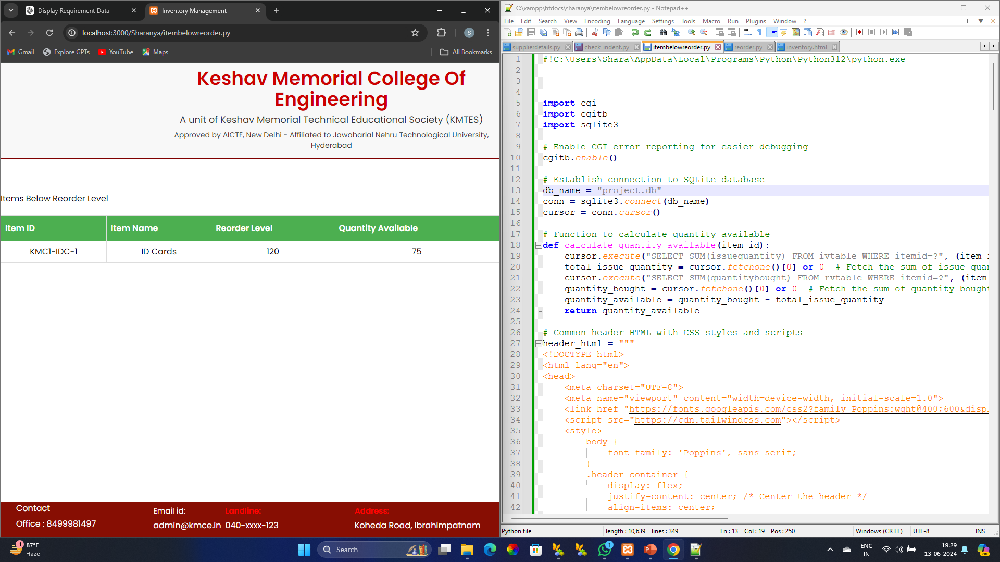 Display Requirement Data
Inventory Management
localhost:3000/Sharanya/itembelowreorder.py
S
Gmail
Explore GPTs
YouTube
Maps
All Bookmarks
Keshav Memorial College Of
Engineering
A unit of Keshav Memorial Technical Educational Society (KMTES)
Approved by AICTE, New Delhi - Affiliated to Jawaharlal Nehru Technological University,
Hyderabad
Items Below Reorder Level
Item ID Item Name Reorder Level Quantity Available
KMC1-IDC-1 ID Cards 120 75
Contact
Office : 8499981497
Email id:
admin@kmce.in
Landline:
040-xxxx-123
Address:
Koheda Road, Ibrahimpatnam
C:\xampp\htdocs\sharanya\itembelowreorder.py - Notepad++
File Edit Search View Encoding Language Settings Tools Macro Run Plugins Window ?
supplierdetails.py check_indent.py itembelowreorder.py reorder.py inventory.html
1 #!C:\Users\Shara\AppData\Local\Programs\Python\Python312\python.exe
2
3
4
5 import cgi
6 import cgitb
7 import sqlite3
8
9 # Enable CGI error reporting for easier debugging
10 cgitb.enable()
11
12 # Establish connection to SQLite database
13 db_name = "project.db"
14 conn = sqlite3.connect(db_name)
15 cursor = conn.cursor()
16
17 # Function to calculate quantity available
18 def calculate_quantity_available(item_id):
19 cursor.execute("SELECT SUM(issuequantity) FROM ivtable WHERE itemid=?", (item_
20 total_issue_quantity = cursor.fetchone()[0] or 0 # Fetch the sum of issue qua
21 cursor.execute("SELECT SUM(quantitybought) FROM rvtable WHERE itemid=?", (item_
22 quantity_bought = cursor.fetchone()[0] or 0 # Fetch the sum of quantity bought
23 quantity_available = quantity_bought - total_issue_quantity
24 return quantity_available
25
26 # Common header HTML with CSS styles and scripts
27 header_html = """
28 <!DOCTYPE html>
29 <html lang="en">
30 <head>
31 <meta charset="UTF-8">
32 <meta name="viewport" content="width=device-width, initial-scale=1.0">
33 <link href="https://fonts.googleapis.com/css2?family=Poppins:wght@400;600&displ
34 <script src="https://cdn.tailwindcss.com"></script>
35 <style>
36 body {
37 font-family: 'Poppins', sans-serif;
38 }
39 .header-container {
40 display: flex;
41 justify-content: center; /* Center the header */
42 align-items: center;
Python file length : 10,639 lines : 349 Ln : 13 Col : 19 Pos : 250 Windows (CR LF) UTF-8 INS
1
87°F
Haze
Search
1
ENG
IN
19:29
13-06-2024
PRE